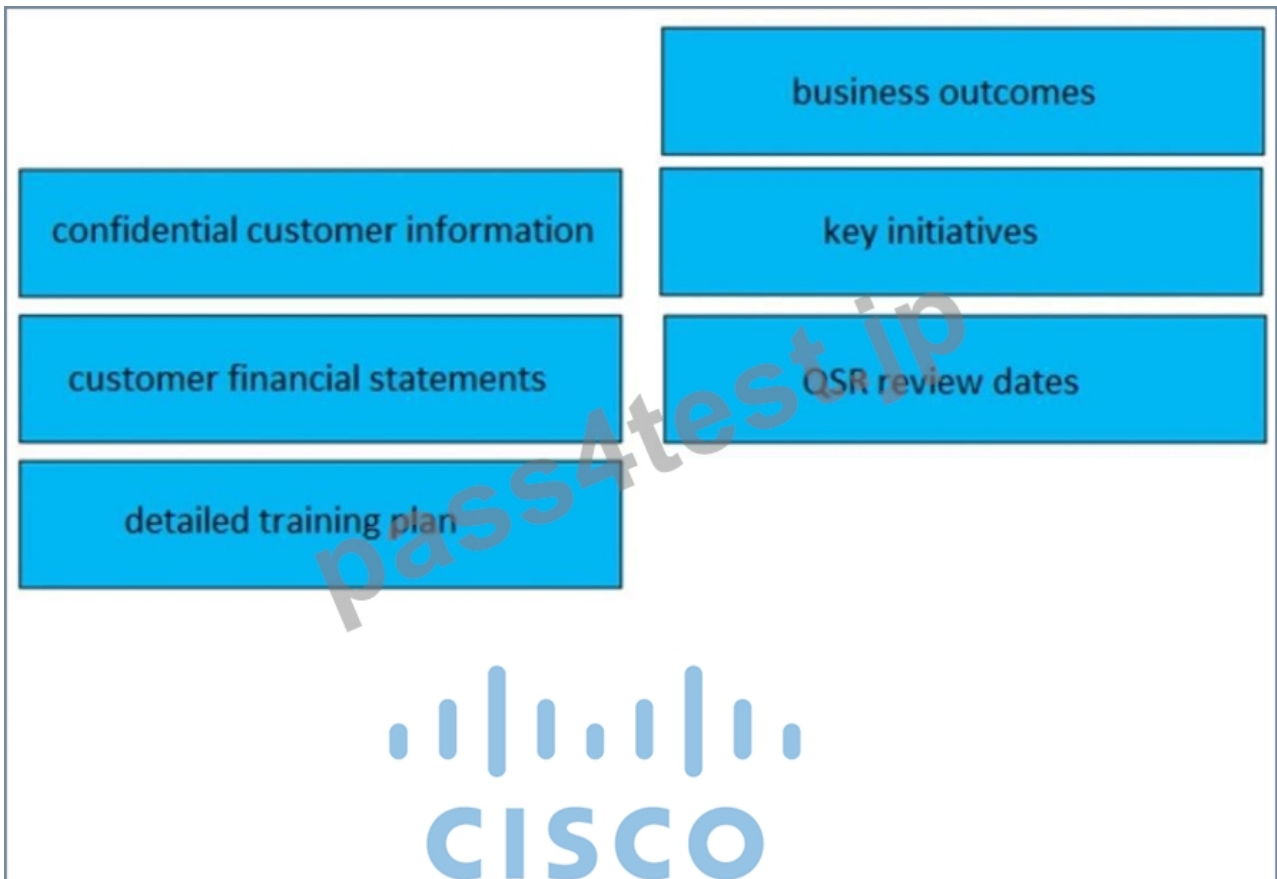 business outcomes
confidential customer information
key initiatives
customer financial statements
QSR review dates
detailed training plan
pass4test.jp
CISCO